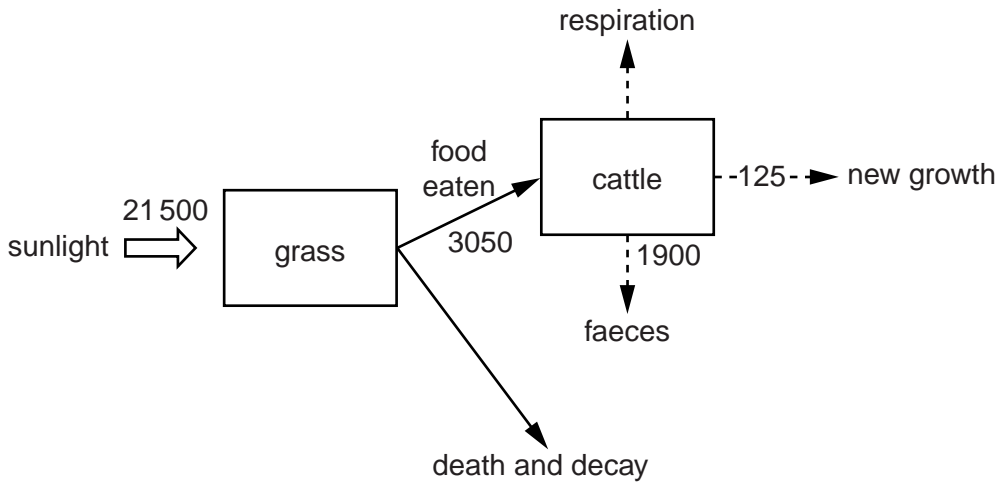 respiration
food
eaten
cattle
125
new growth
21 500
sunlight
grass
3050
1900
faeces
death and decay